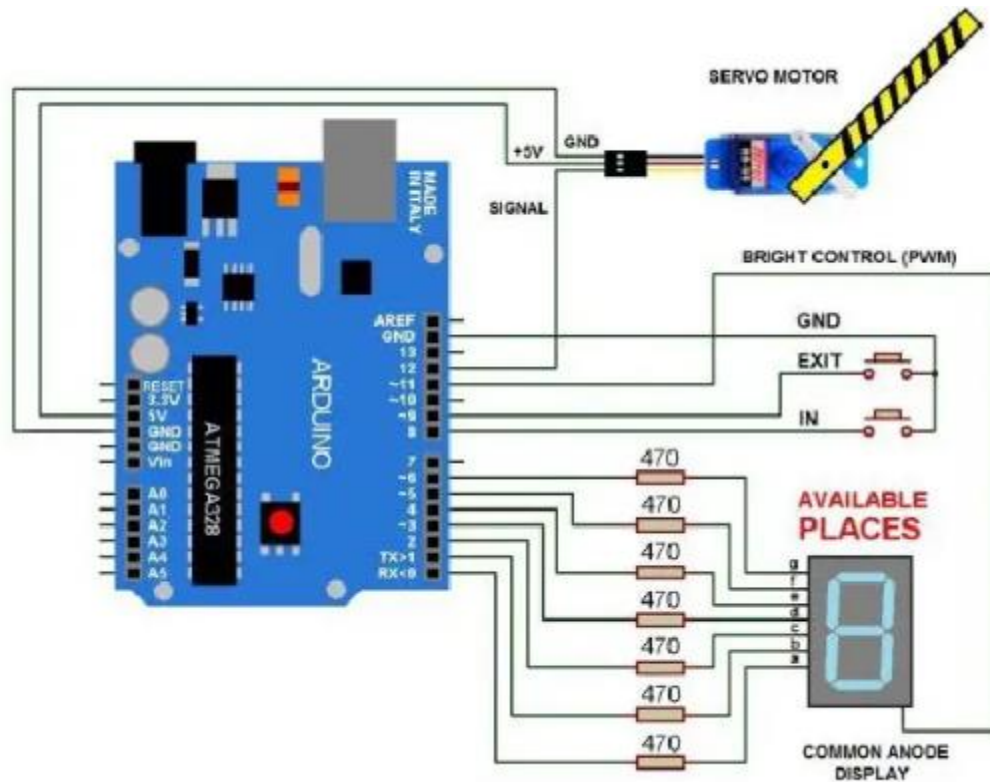 SERVO MOTOR
GND
+5V
SIGNAL
MADE
IN ITALY
BRIGHT CONTROL (PWM)
AREF
GND
13
12
~11
~10
~9
8
GND
EXIT
IN
RESET
3.3V
5V
GND
GND
Vin
ARDUINO
ATMEGA328
7
~6
~5
4
~3
2
TX>1
RX<0
A0
A1
A2
A3
A4
A5
470
470
470
470
470
470
470
AVAILABLE
PLACES
g
f
e
d
c
b
a
COMMON ANODE
DISPLAY